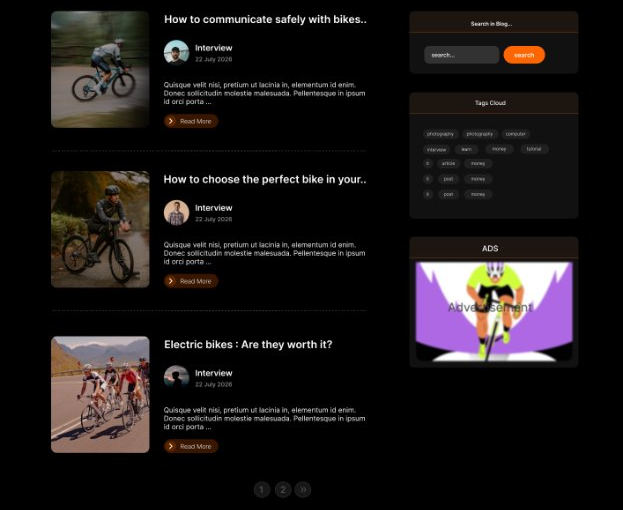 How to communicate safely with bikes..
Interview
22 July 2026
Quisque velit nisi, pretium ut lacinia in, elementum id enim.
Donec sollicitudin molestie malesuada. Pellentesque in ipsum
id orci porta ...
Read More
How to choose the perfect bike in your..
Interview
22 July 2026
Quisque velit nisi, pretium ut lacinia in, elementum id enim.
Donec sollicitudin molestie malesuada. Pellentesque in ipsum
id orci porta ...
Read More
Electric bikes : Are they worth it?
Interview
22 July 2026
Quisque velit nisi, pretium ut lacinia in, elementum id enim.
Donec sollicitudin molestie malesuada. Pellentesque in ipsum
id orci porta ...
Read More
1 2 »
Search in Blog...
search... search
Tags Cloud
photography photography computer
interview learn money tutorial
article money
post money
post money
ADS
Advertisement